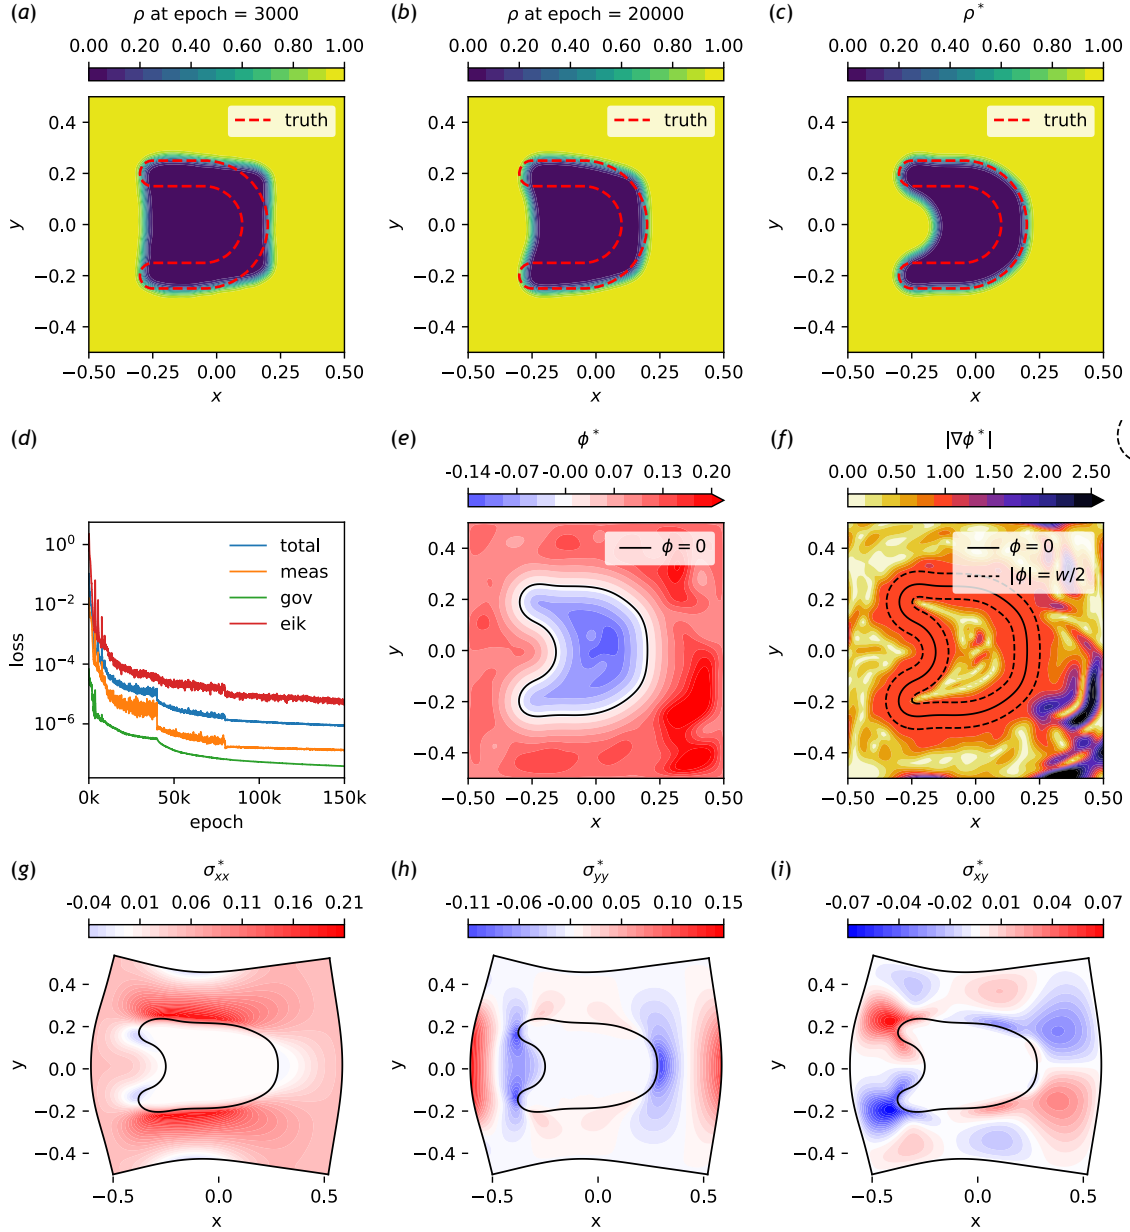 (a) ρ at epoch = 3000
0.00 0.20 0.40 0.60 0.80 1.00
truth
0.4
0.2
0.0
−0.2
−0.4
y
−0.50 −0.25 0.00 0.25 0.50
x
(b) ρ at epoch = 20000
0.00 0.20 0.40 0.60 0.80 1.00
truth
0.4
0.2
0.0
−0.2
−0.4
y
−0.50 −0.25 0.00 0.25 0.50
x
(c) ρ*
0.00 0.20 0.40 0.60 0.80 1.00
truth
0.4
0.2
0.0
−0.2
−0.4
y
−0.50 −0.25 0.00 0.25 0.50
x
(d)
10⁰
10⁻²
10⁻⁴
10⁻⁶
loss
total
meas
gov
eik
0k 50k 100k 150k
epoch
(e) ϕ*
-0.14 -0.07 -0.00 0.07 0.13 0.20
ϕ = 0
0.4
0.2
0.0
−0.2
−0.4
y
−0.50 −0.25 0.00 0.25 0.50
x
(f) |∇ϕ*|
0.00 0.50 1.00 1.50 2.00 2.50
ϕ = 0
|ϕ| = w/2
0.4
0.2
0.0
−0.2
−0.4
y
−0.50 −0.25 0.00 0.25 0.50
x
(g) σ*xx
-0.04 0.01 0.06 0.11 0.16 0.21
0.4
0.2
0.0
−0.2
−0.4
y
−0.5 0.0 0.5
x
(h) σ*yy
-0.11 -0.06 -0.00 0.05 0.10 0.15
0.4
0.2
0.0
−0.2
−0.4
y
−0.5 0.0 0.5
x
(i) σ*xy
-0.07 -0.04 -0.02 0.01 0.04 0.07
0.4
0.2
0.0
−0.2
−0.4
y
−0.5 0.0 0.5
x